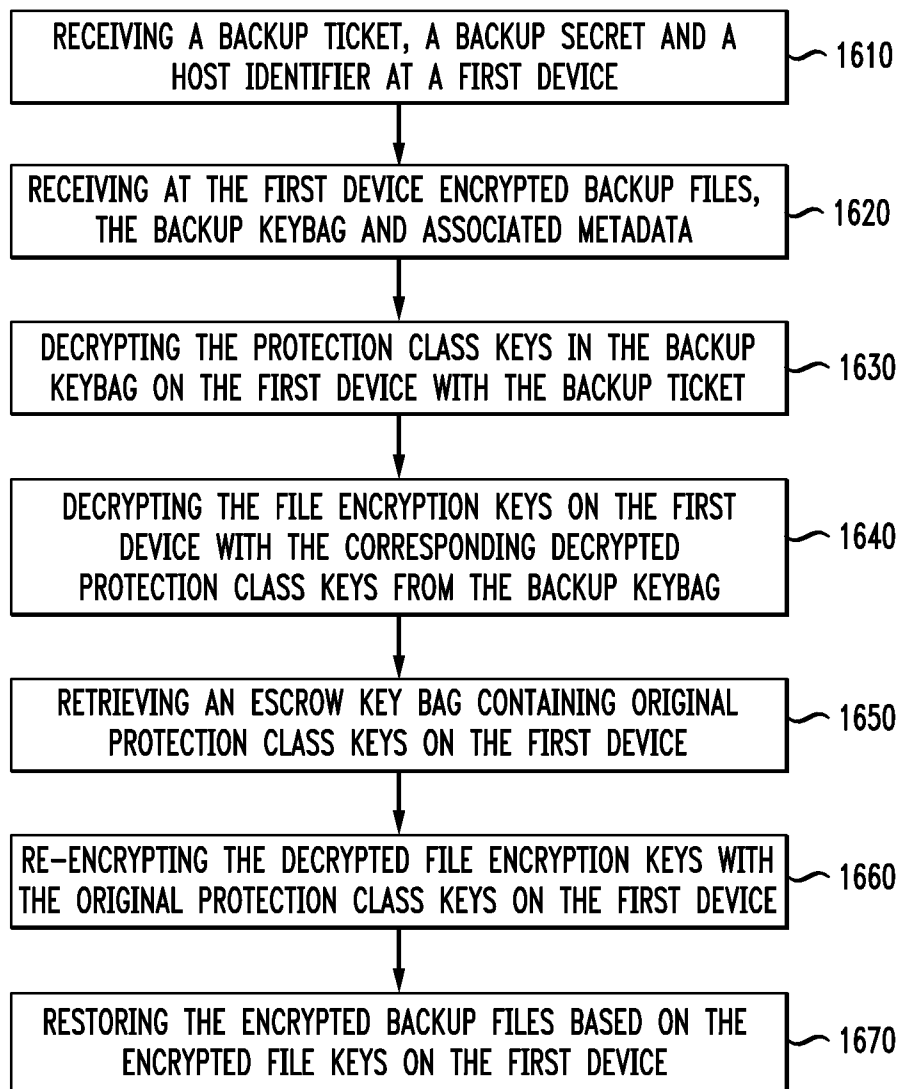 RECEIVING A BACKUP TICKET, A BACKUP SECRET AND A
HOST IDENTIFIER AT A FIRST DEVICE
1610
RECEIVING AT THE FIRST DEVICE ENCRYPTED BACKUP FILES,
THE BACKUP KEYBAG AND ASSOCIATED METADATA
1620
DECRYPTING THE PROTECTION CLASS KEYS IN THE BACKUP
KEYBAG ON THE FIRST DEVICE WITH THE BACKUP TICKET
1630
DECRYPTING THE FILE ENCRYPTION KEYS ON THE FIRST
DEVICE WITH THE CORRESPONDING DECRYPTED
PROTECTION CLASS KEYS FROM THE BACKUP KEYBAG
1640
RETRIEVING AN ESCROW KEY BAG CONTAINING ORIGINAL
PROTECTION CLASS KEYS ON THE FIRST DEVICE
1650
RE-ENCRYPTING THE DECRYPTED FILE ENCRYPTION KEYS WITH
THE ORIGINAL PROTECTION CLASS KEYS ON THE FIRST DEVICE
1660
RESTORING THE ENCRYPTED BACKUP FILES BASED ON THE
ENCRYPTED FILE KEYS ON THE FIRST DEVICE
1670